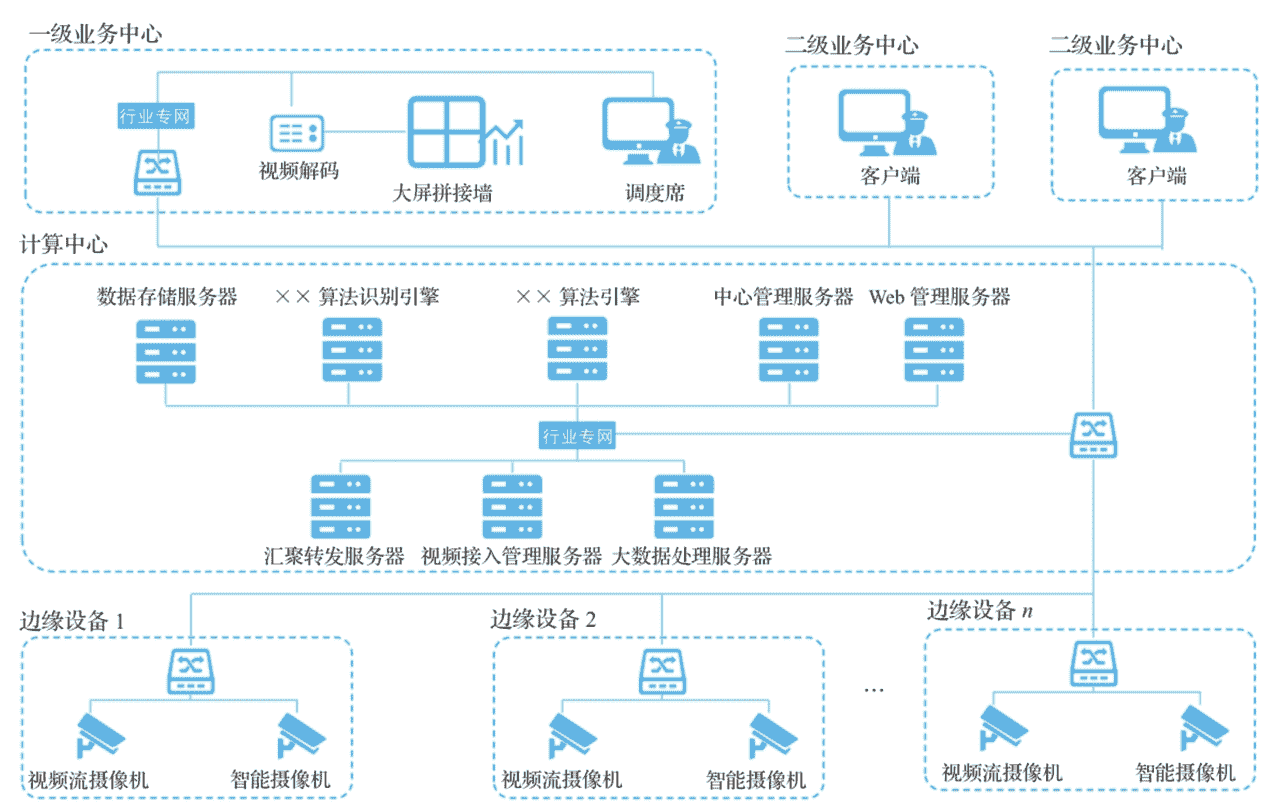 一级业务中心
二级业务中心
二级业务中心
行业专网
视频解码
大屏拼接墙
调度席
客户端
客户端
计算中心
数据存储服务器
×× 算法识别引擎
×× 算法引擎
中心管理服务器
Web 管理服务器
行业专网
汇聚转发服务器
视频接入管理服务器
大数据处理服务器
边缘设备 1
边缘设备 2
边缘设备 n
…
视频流摄像机
智能摄像机
视频流摄像机
智能摄像机
视频流摄像机
智能摄像机